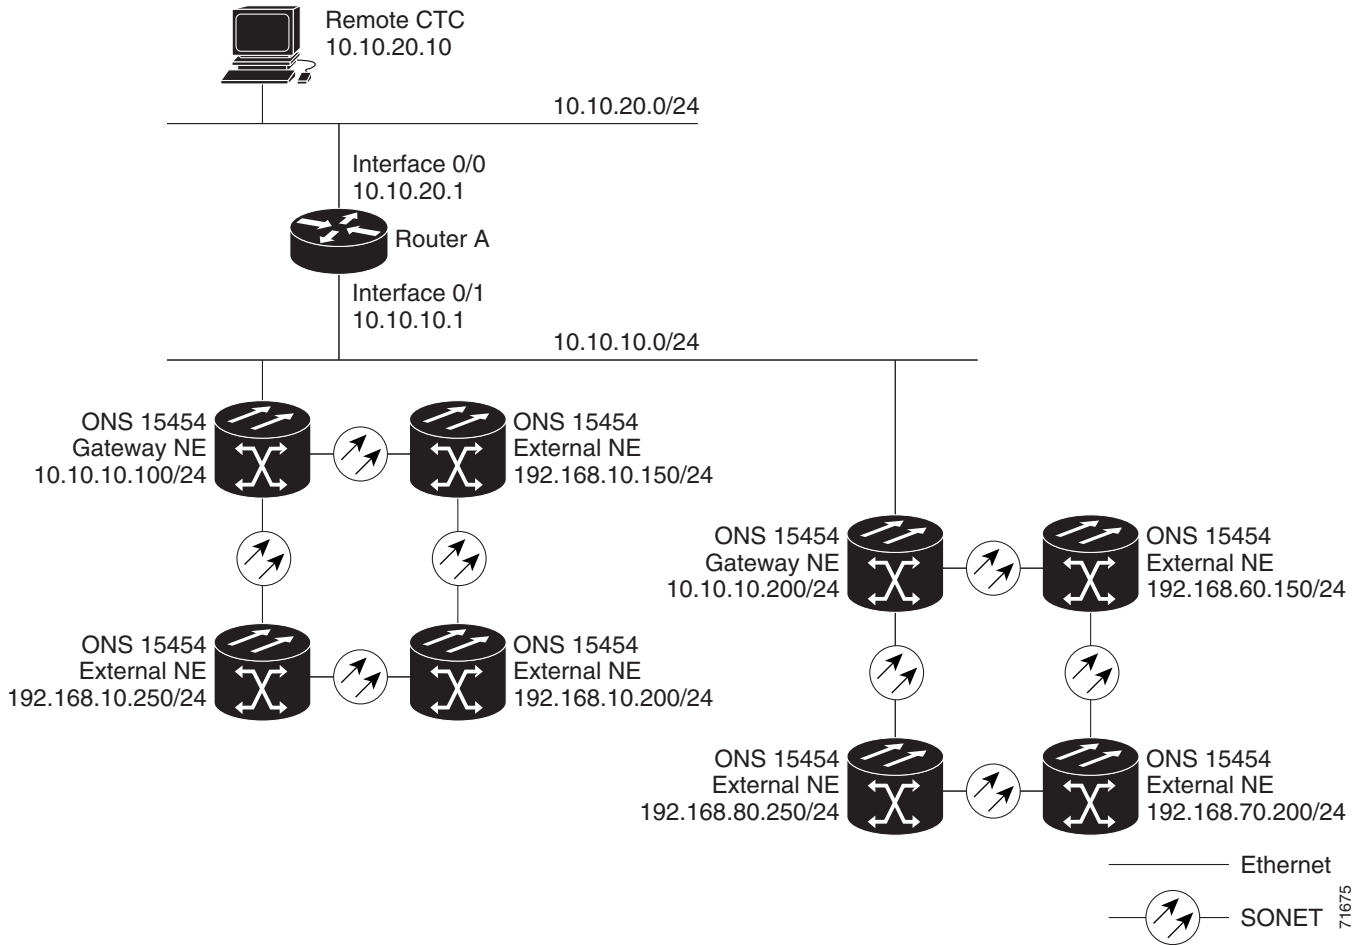 Remote CTC
10.10.20.10
10.10.20.0/24
Interface 0/0
10.10.20.1
Router A
Interface 0/1
10.10.10.1
10.10.10.0/24
ONS 15454
Gateway NE
10.10.10.100/24
ONS 15454
External NE
192.168.10.150/24
ONS 15454
Gateway NE
10.10.10.200/24
ONS 15454
External NE
192.168.60.150/24
ONS 15454
External NE
192.168.10.250/24
ONS 15454
External NE
192.168.10.200/24
ONS 15454
External NE
192.168.80.250/24
ONS 15454
External NE
192.168.70.200/24
Ethernet
SONET
71675